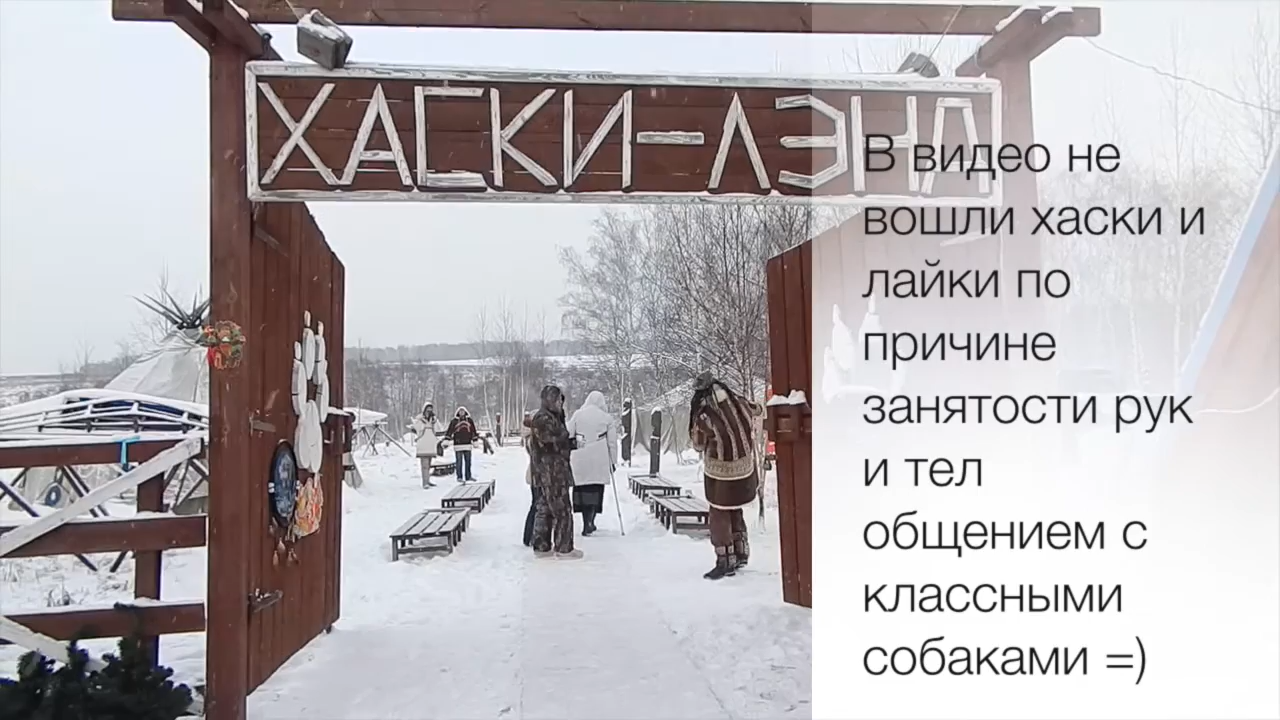 ХАСКИ-ЛЭНД
В видео не
вошли хаски и
лайки по
причине
занятости рук
и тел
общением с
классными
собаками =)